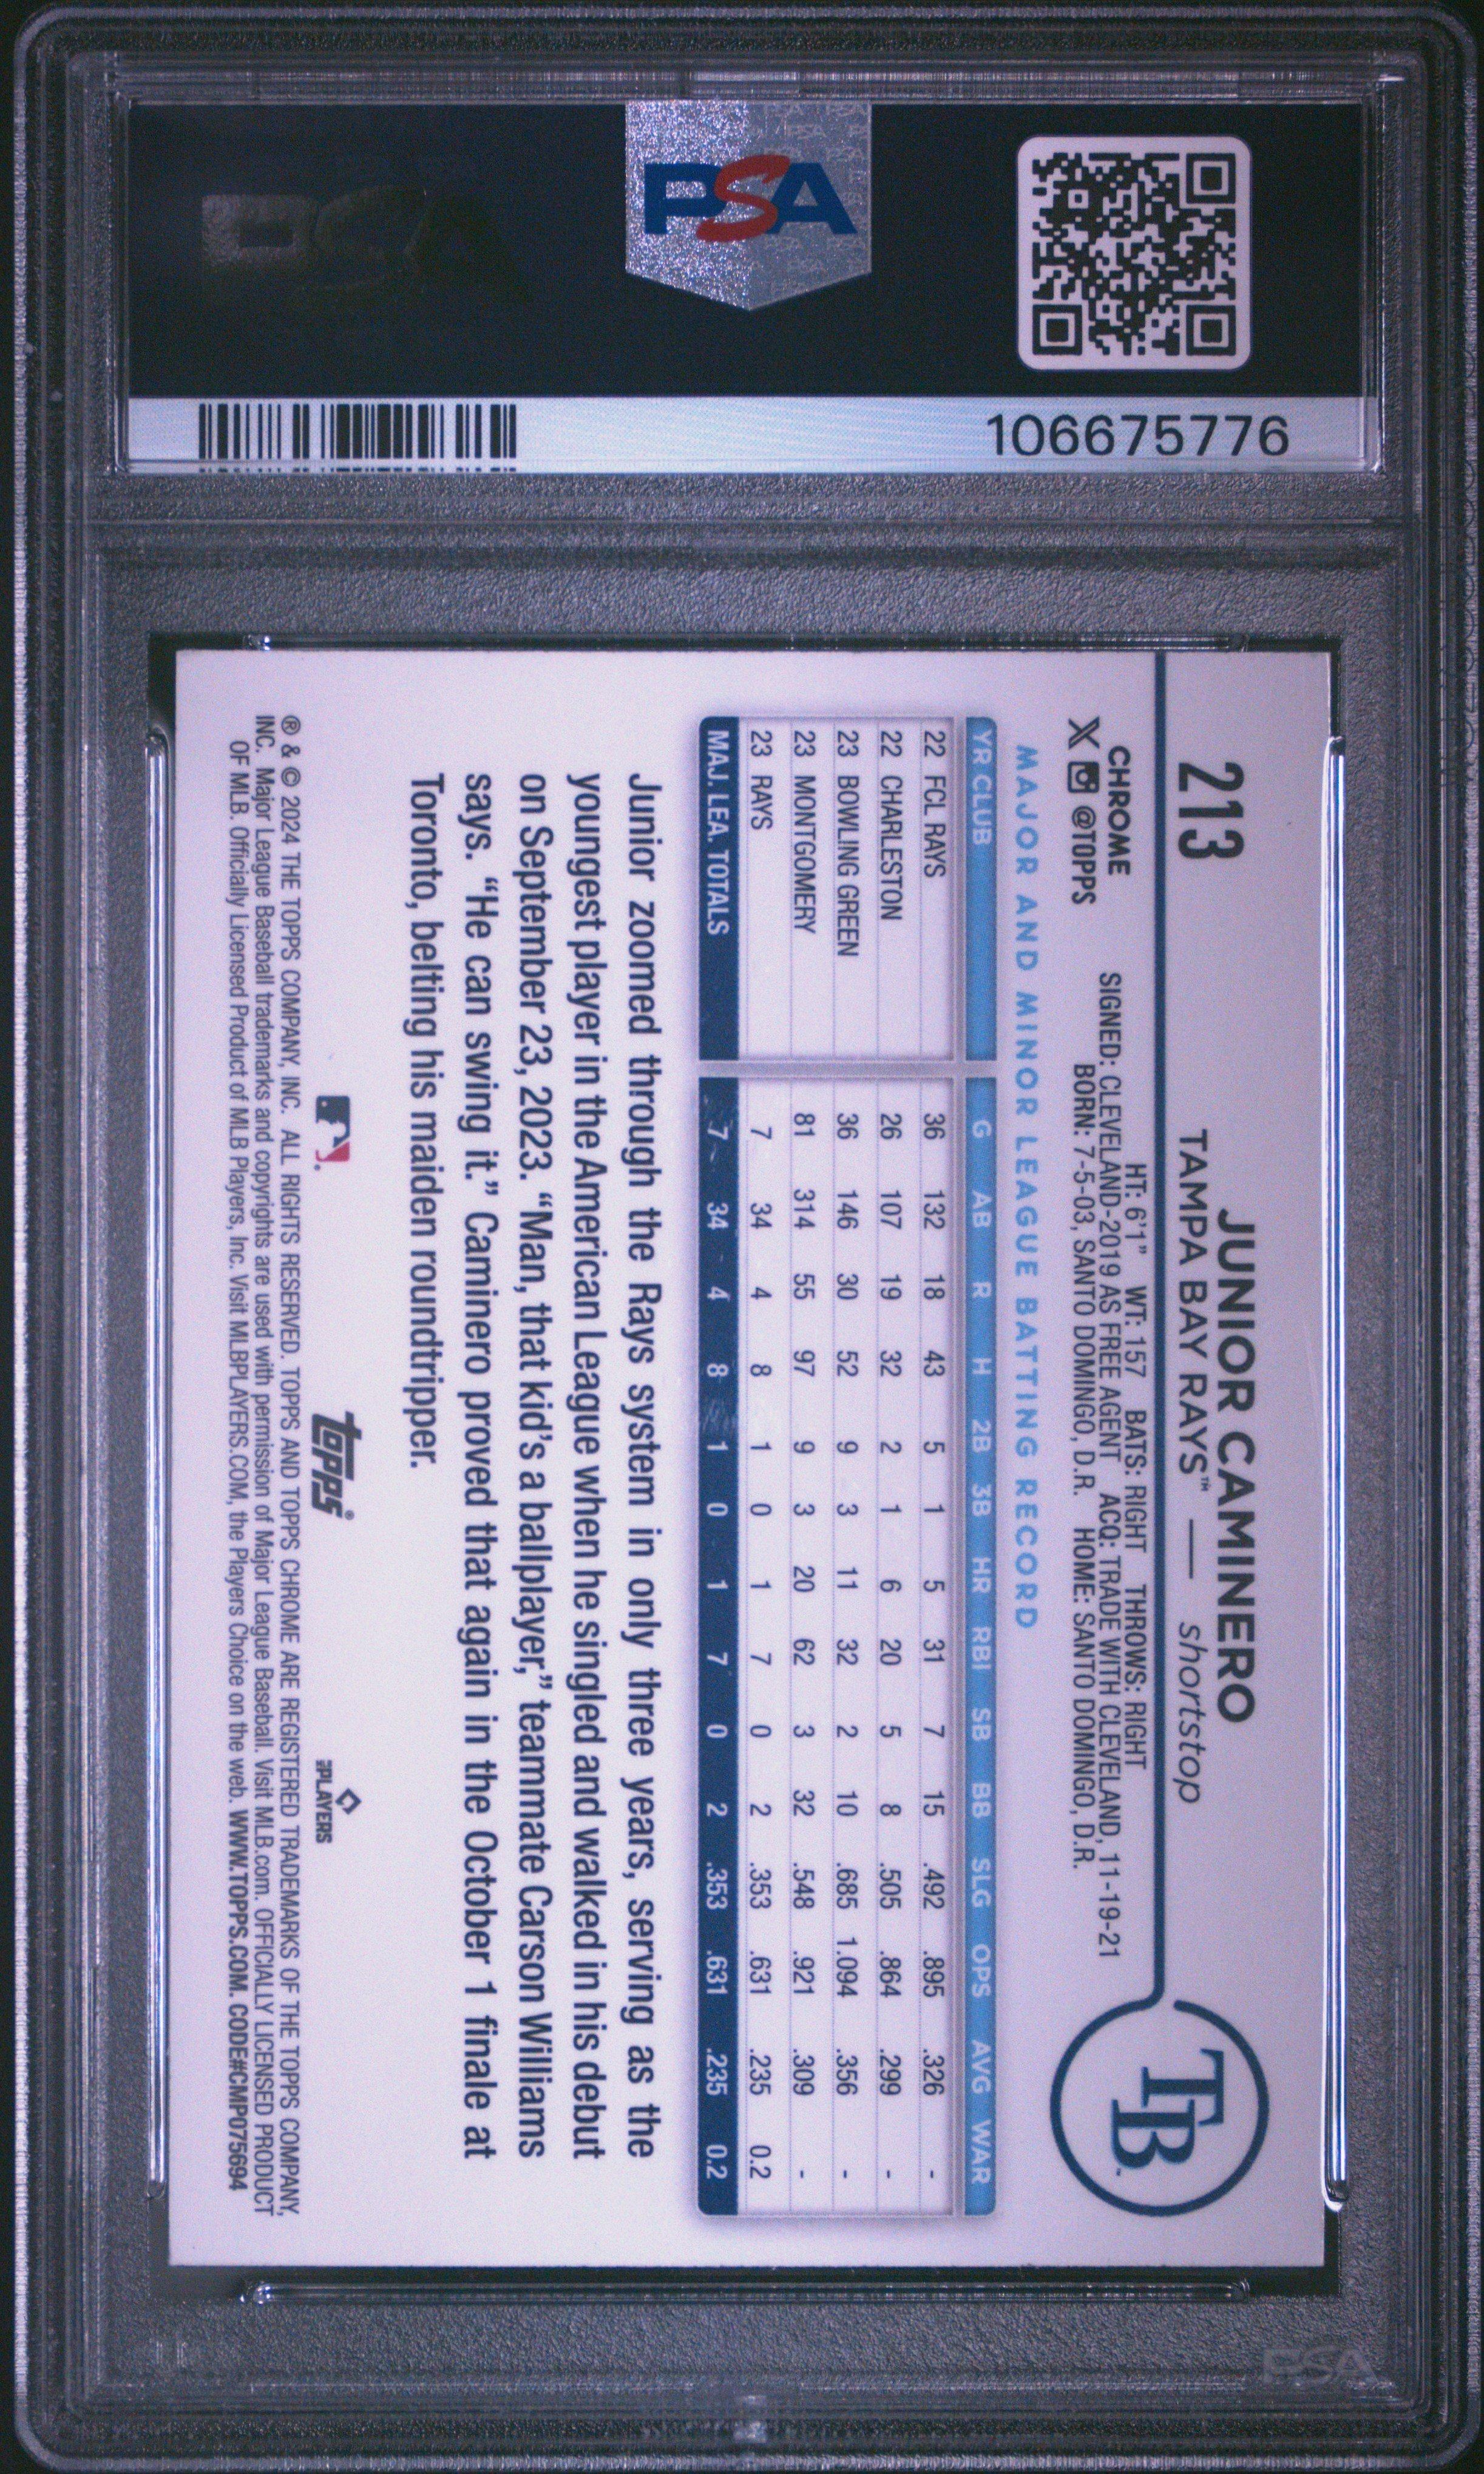 PSA
106675776
213
JUNIOR CAMINERO
TAMPA BAY RAYS™ — shortstop
TB
CHROME
X @TOPPS
HT: 6'1" WT: 157 BATS: RIGHT THROWS: RIGHT
SIGNED: CLEVELAND-2019 AS FREE AGENT ACQ: TRADE WITH CLEVELAND, 11-19-21
BORN: 7-5-03, SANTO DOMINGO, D.R. HOME: SANTO DOMINGO, D.R.
MAJOR AND MINOR LEAGUE BATTING RECORD
YR CLUB G AB R H 2B 3B HR RBI SB BB SLG OPS AVG WAR
22 FCL RAYS 36 132 18 43 5 1 5 31 7 15 .492 .895 .326 -
22 CHARLESTON 26 107 19 32 2 1 6 20 5 8 .505 .864 .299 -
23 BOWLING GREEN 36 146 30 52 9 3 11 32 2 10 .685 1.094 .356 -
23 MONTGOMERY 81 314 55 97 9 3 20 62 3 32 .548 .921 .309 -
23 RAYS 7 34 4 8 1 0 1 7 0 2 .353 .631 .235 0.2
MAJ. LEA. TOTALS 7 34 4 8 1 0 1 7 0 2 .353 .631 .235 0.2
Junior zoomed through the Rays system in only three years, serving as the
youngest player in the American League when he singled and walked in his debut
on September 23, 2023. “Man, that kid’s a ballplayer,” teammate Carson Williams
says. “He can swing it.” Caminero proved that again in the October 1 finale at
Toronto, belting his maiden roundtripper.
topps®
PLAYERS
® & © 2024 THE TOPPS COMPANY, INC. ALL RIGHTS RESERVED. TOPPS AND TOPPS CHROME ARE REGISTERED TRADEMARKS OF THE TOPPS COMPANY,
INC. Major League Baseball trademarks and copyrights are used with permission of Major League Baseball. Visit MLB.com. OFFICIALLY LICENSED PRODUCT
OF MLB. Officially Licensed Product of MLB Players, Inc. Visit MLBPLAYERS.COM, the Players Choice on the web. WWW.TOPPS.COM. CODE#CMP075694
PSA